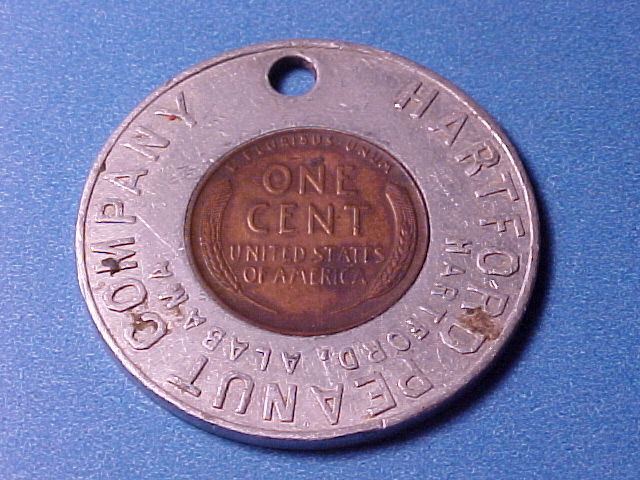 HARTFORD PEANUT COMPANY
HARTFORD, ALABAMA
E·PLURIBUS·UNUM
ONE
CENT
UNITED STATES
OF AMERICA